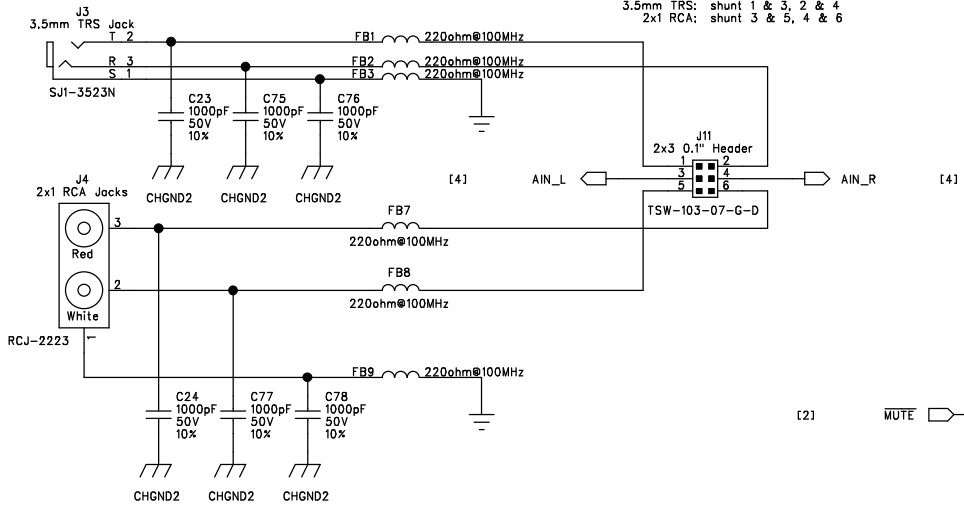 3.5mm TRS: shunt 1 & 3, 2 & 4
2x1 RCA: shunt 3 & 5, 4 & 6
J3
3.5mm TRS Jack
T 2
R 3
S 1
SJ1-3523N
FB1 220ohm@100MHz
FB2 220ohm@100MHz
FB3 220ohm@100MHz
C23
1000pF
50V
10%
C75
1000pF
50V
10%
C76
1000pF
50V
10%
CHGND2
CHGND2
CHGND2
J11
2x3 0.1" Header
1 2
3 4
5 6
TSW-103-07-G-D
[4]
AIN_L
AIN_R
[4]
J4
2x1 RCA Jacks
3
Red
2
White
1
RCJ-2223
FB7
220ohm@100MHz
FB8
220ohm@100MHz
FB9 220ohm@100MHz
C24
1000pF
50V
10%
C77
1000pF
50V
10%
C78
1000pF
50V
10%
CHGND2
CHGND2
CHGND2
[2]
MUTE